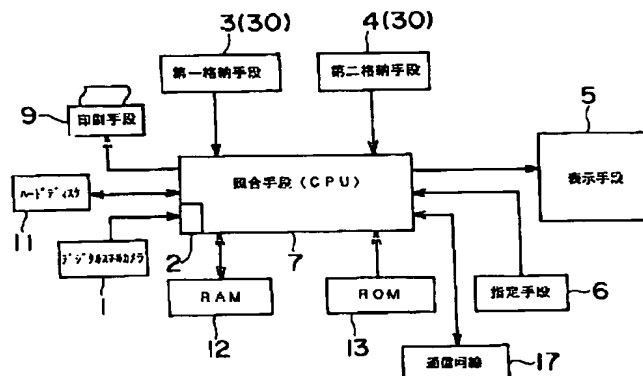 3(30)
4(30)
第一格納手段
第二格納手段
5
9
印刷手段
照合手段(CPU)
表示手段
ハードディスク
11
2
7
デジタルスチルカメラ
1
RAM
12
ROM
13
指定手段
6
通信回線
17